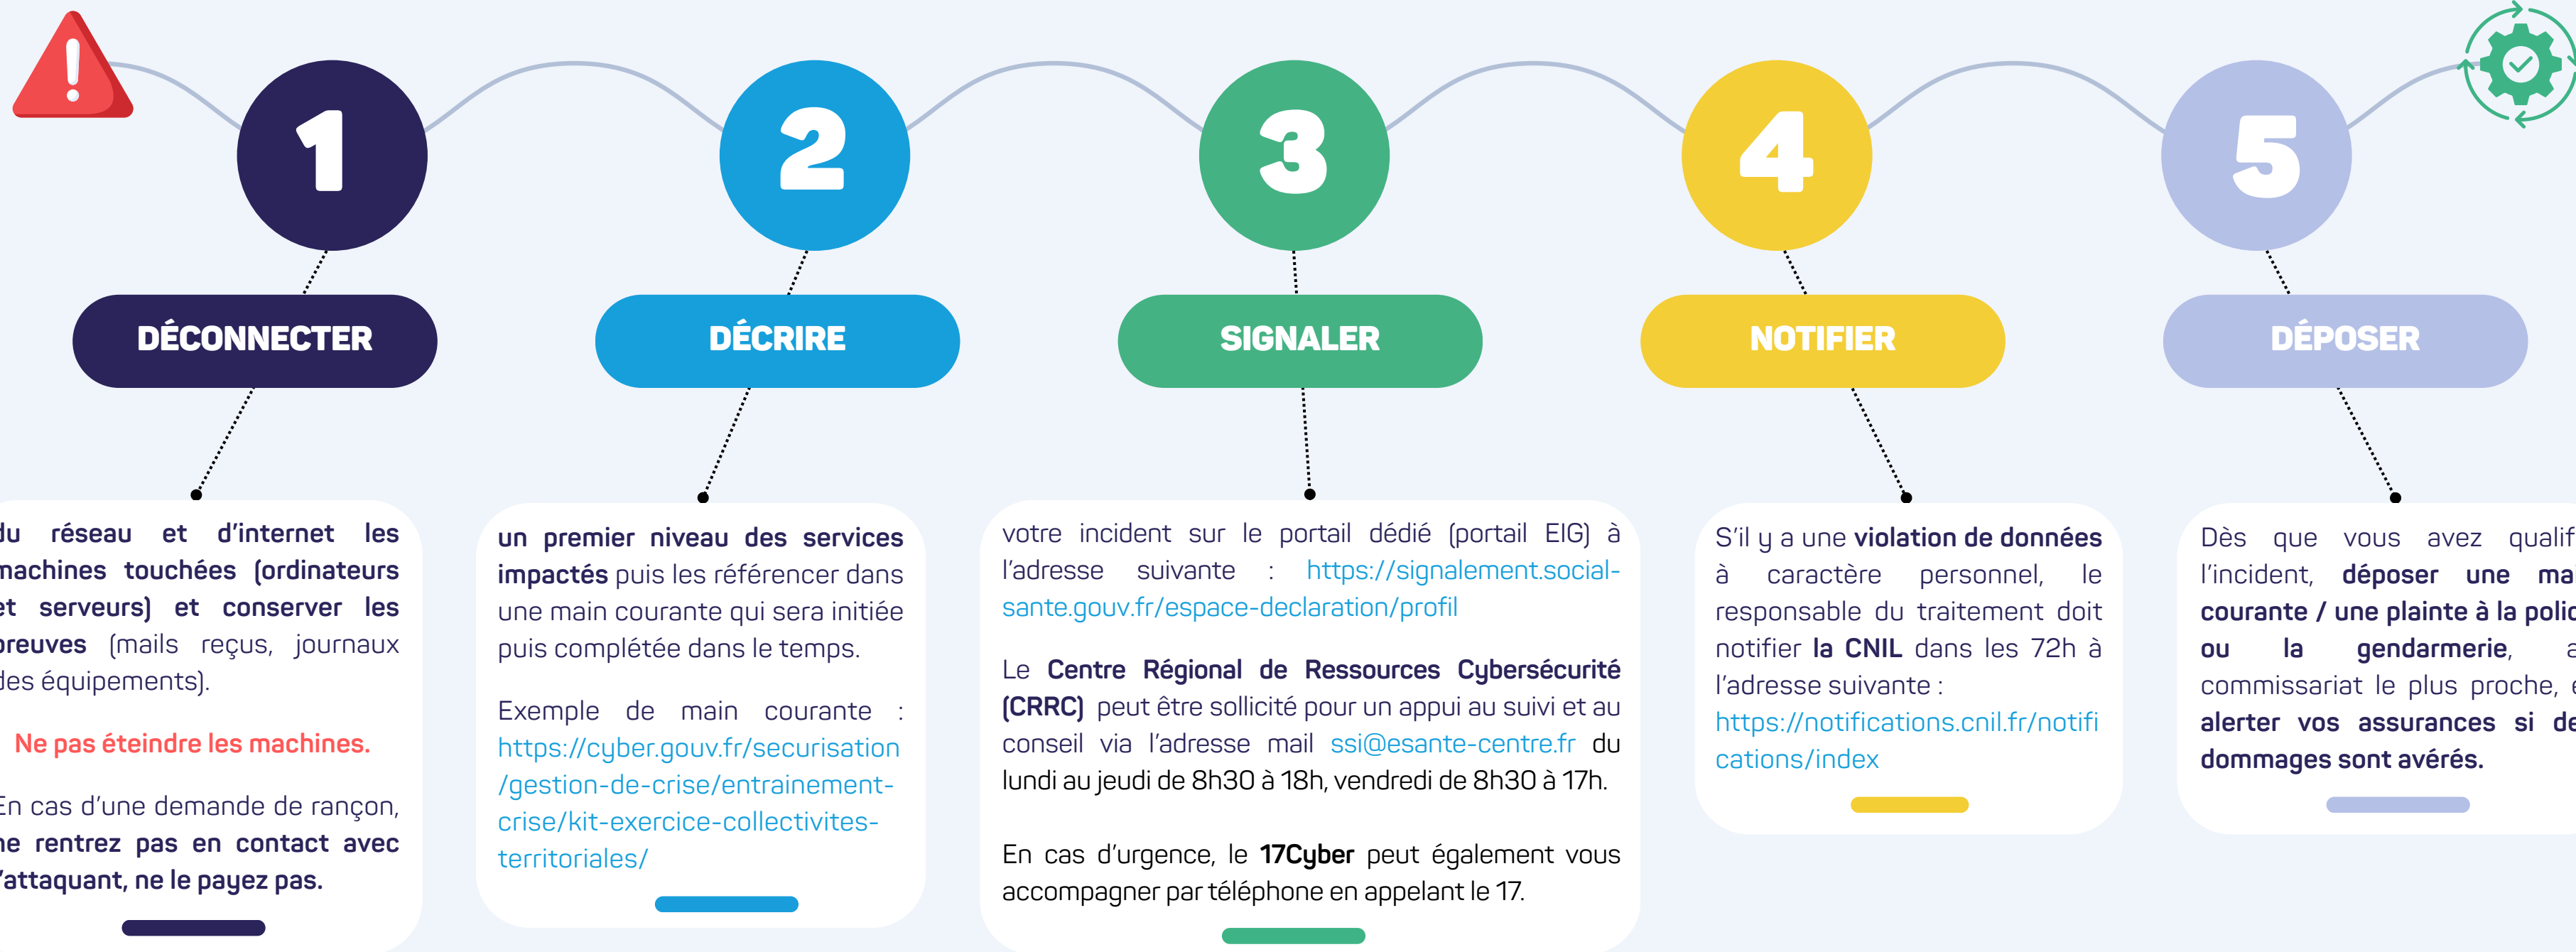 1
2
3
4
5
DÉCONNECTER
DÉCRIRE
SIGNALER
NOTIFIER
DÉPOSER
du réseau et d'internet les
machines touchées (ordinateurs
et serveurs) et conserver les
preuves (mails reçus, journaux
des équipements).
Ne pas éteindre les machines.
En cas d'une demande de rançon,
ne rentrez pas en contact avec
l'attaquant, ne le payez pas.
un premier niveau des services
impactés puis les référencer dans
une main courante qui sera initiée
puis complétée dans le temps.
Exemple de main courante :
https://cyber.gouv.fr/securisation
/gestion-de-crise/entrainement-
crise/kit-exercice-collectivites-
territoriales/
votre incident sur le portail dédié (portail EIG) à
l'adresse suivante : https://signalement.social-
sante.gouv.fr/espace-declaration/profil
Le Centre Régional de Ressources Cybersécurité
(CRRC) peut être sollicité pour un appui au suivi et au
conseil via l'adresse mail ssi@esante-centre.fr du
lundi au jeudi de 8h30 à 18h, vendredi de 8h30 à 17h.
En cas d'urgence, le 17Cyber peut également vous
accompagner par téléphone en appelant le 17.
S'il y a une violation de données
à caractère personnel, le
responsable du traitement doit
notifier la CNIL dans les 72h à
l'adresse suivante :
https://notifications.cnil.fr/notifi
cations/index
Dès que vous avez qualif
l'incident, déposer une mai
courante / une plainte à la polic
ou la gendarmerie, a
commissariat le plus proche, e
alerter vos assurances si de
dommages sont avérés.